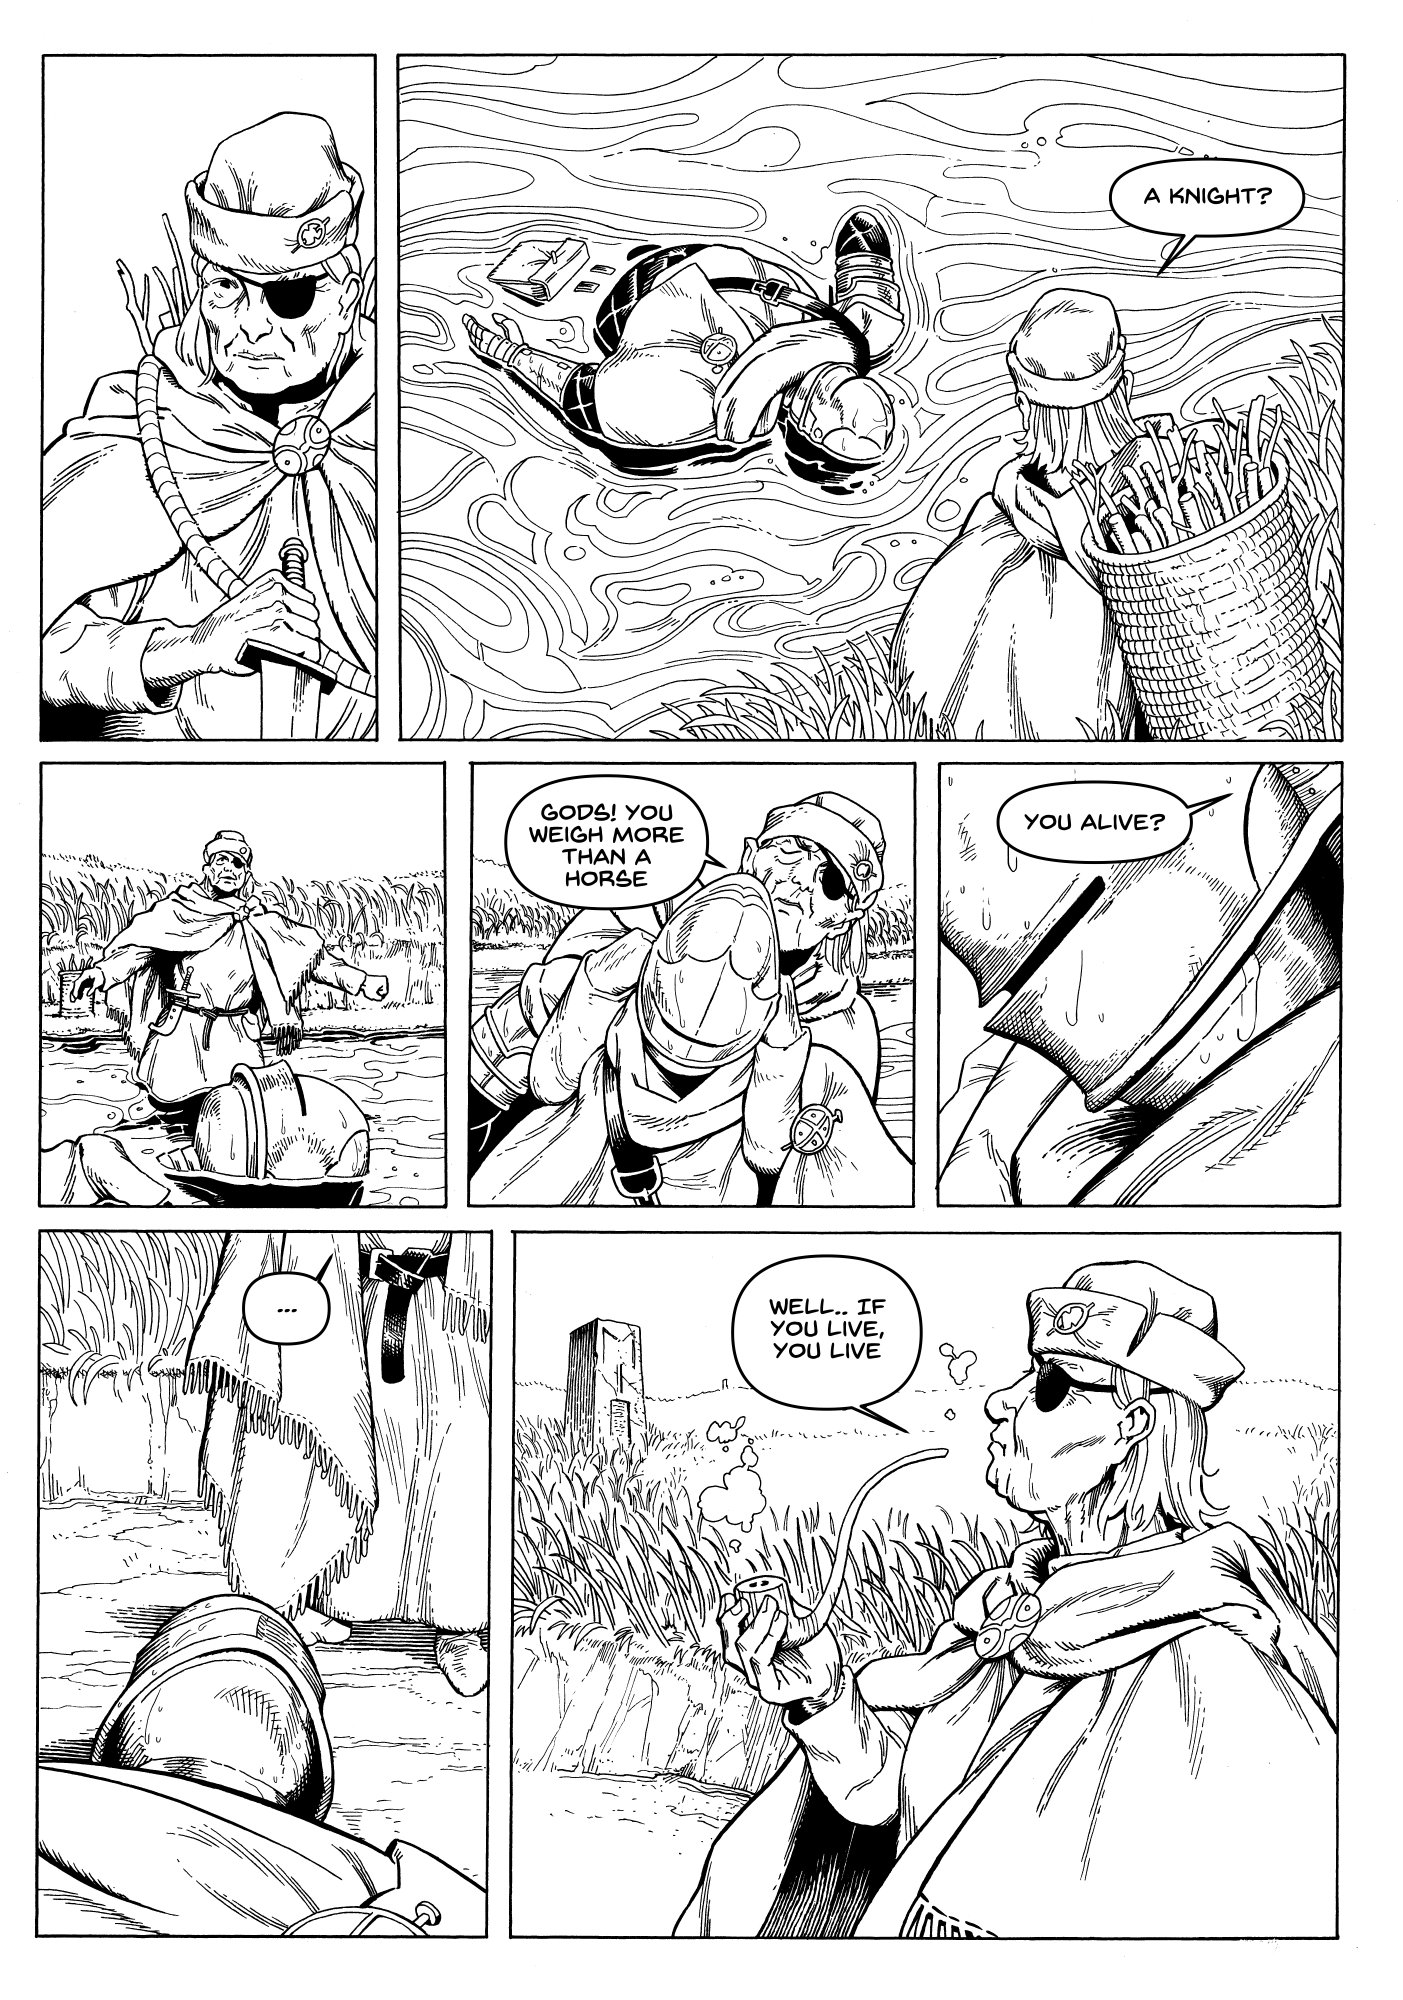 A KNIGHT?
GODS! YOU
WEIGH MORE
THAN A
HORSE
YOU ALIVE?
...
WELL.. IF
YOU LIVE,
YOU LIVE